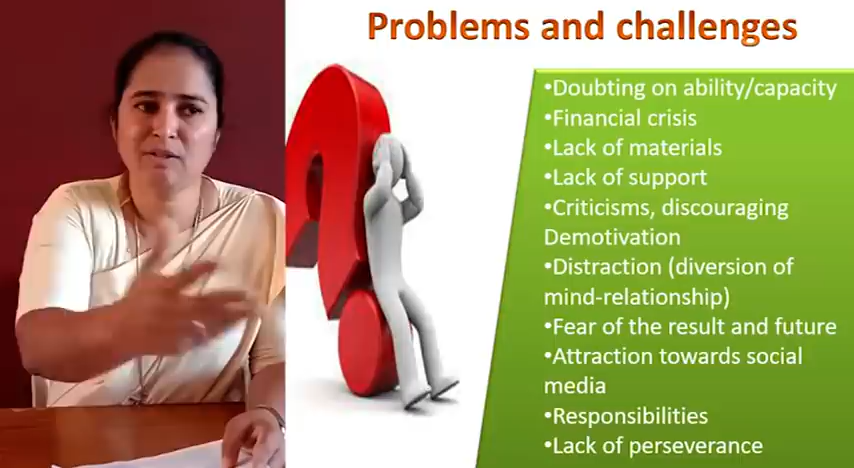 Problems and challenges
•Doubting on ability/capacity
•Financial crisis
•Lack of materials
•Lack of support
•Criticisms, discouraging
Demotivation
•Distraction (diversion of
mind-relationship)
•Fear of the result and future
•Attraction towards social
media
•Responsibilities
•Lack of perseverance